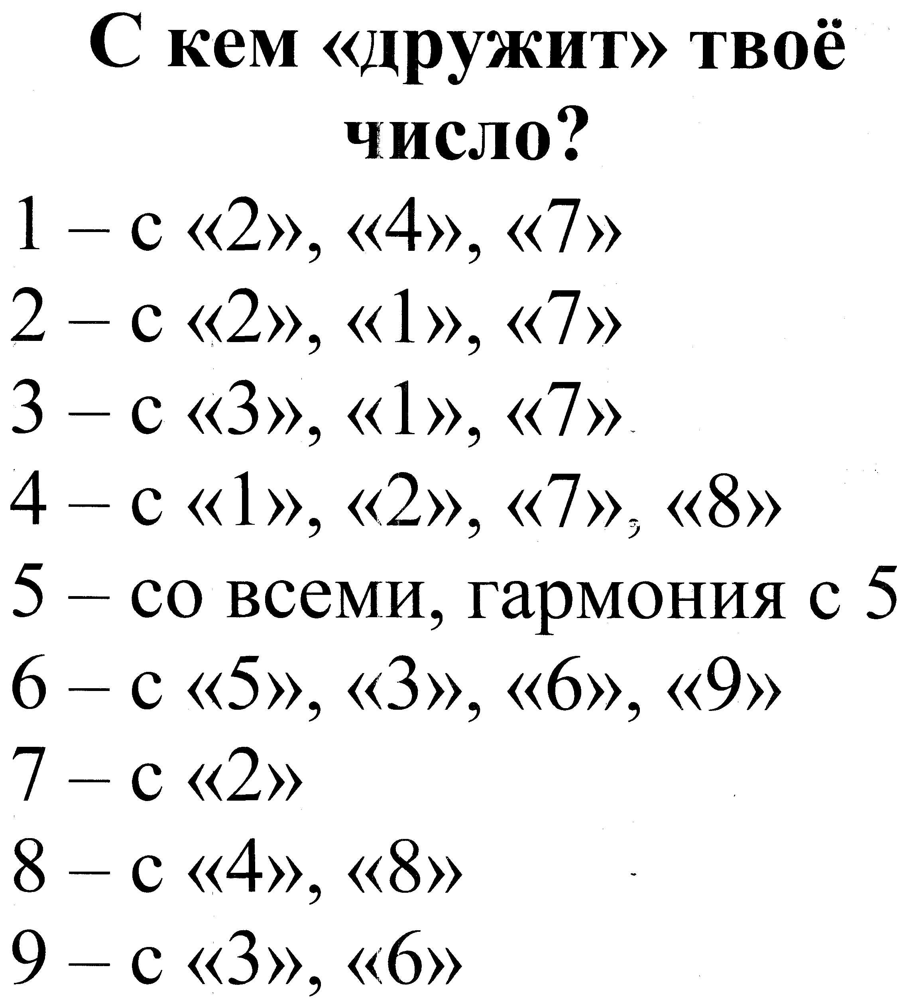 С кем «дружит» твоё
число?
1 – с «2», «4», «7»
2 – с «2», «1», «7»
3 – с «3», «1», «7»
4 – с «1», «2», «7», «8»
5 – со всеми, гармония с 5
6 – с «5», «3», «6», «9»
7 – с «2»
8 – с «4», «8»
9 – с «3», «6»